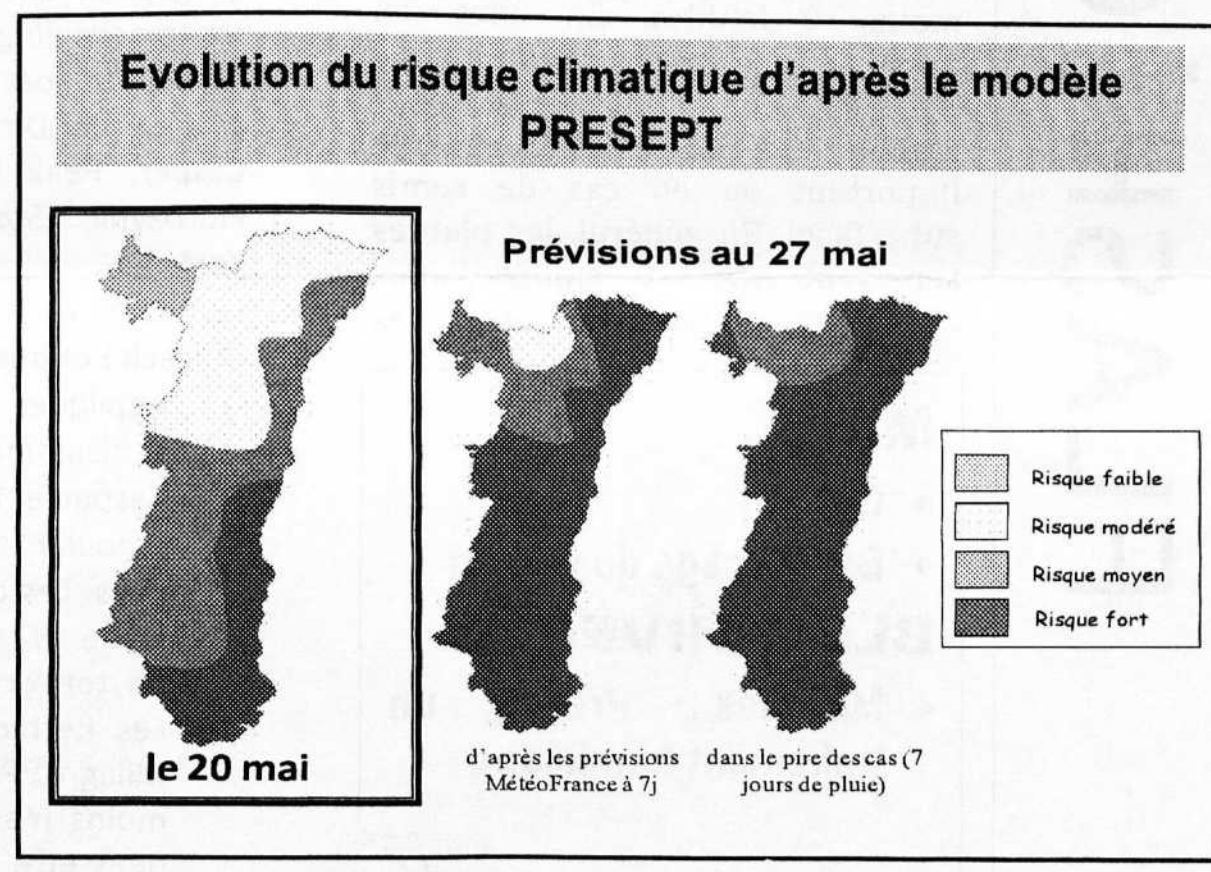 Evolution du risque climatique d'après le modèle
PRESEPT
Prévisions au 27 mai
le 20 mai
d'après les prévisions
MétéoFrance à 7j
dans le pire des cas (7
jours de pluie)
Risque faible
Risque modéré
Risque moyen
Risque fort